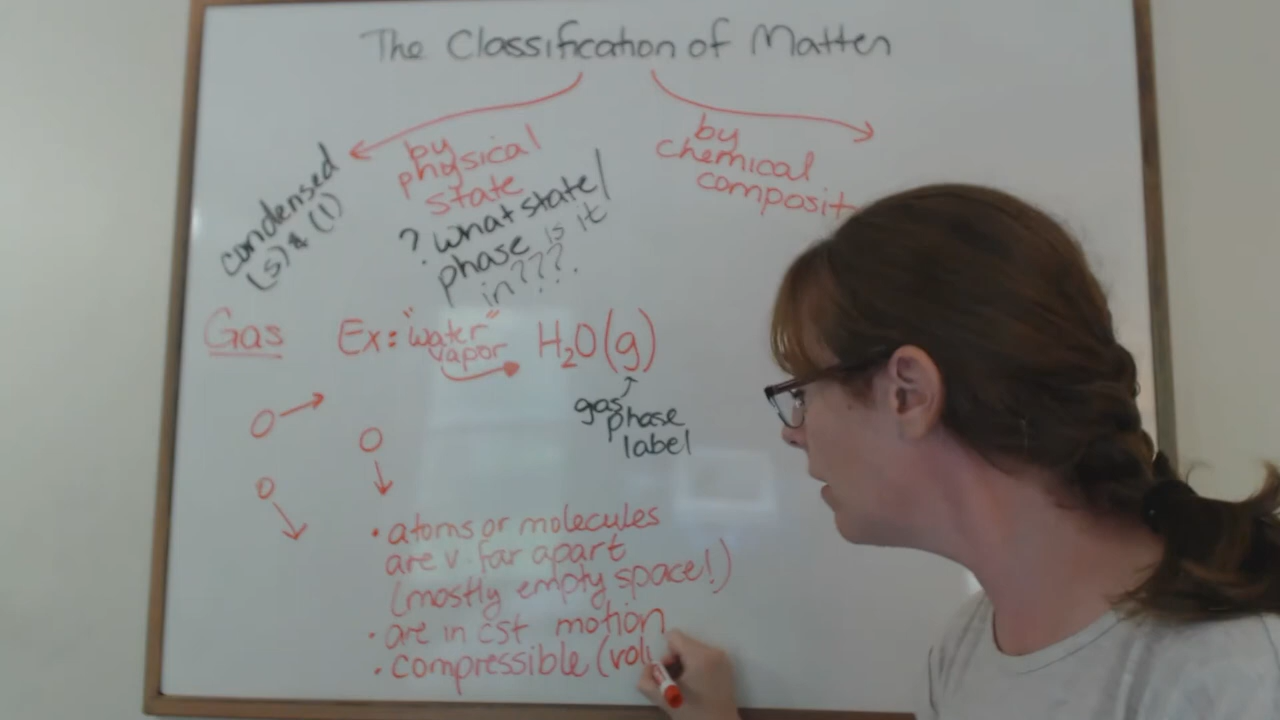 The Classification of Matter
by
physical
state
? what state/
phase is it
in???.
condensed
(s) & (l)
by
chemical
composit
Gas
Ex: "water"
vapor
H₂O(g)
gas
phase
label
• atoms or molecules
are v. far apart
(mostly empty space!)
• are in cst motion
• compressible (vol